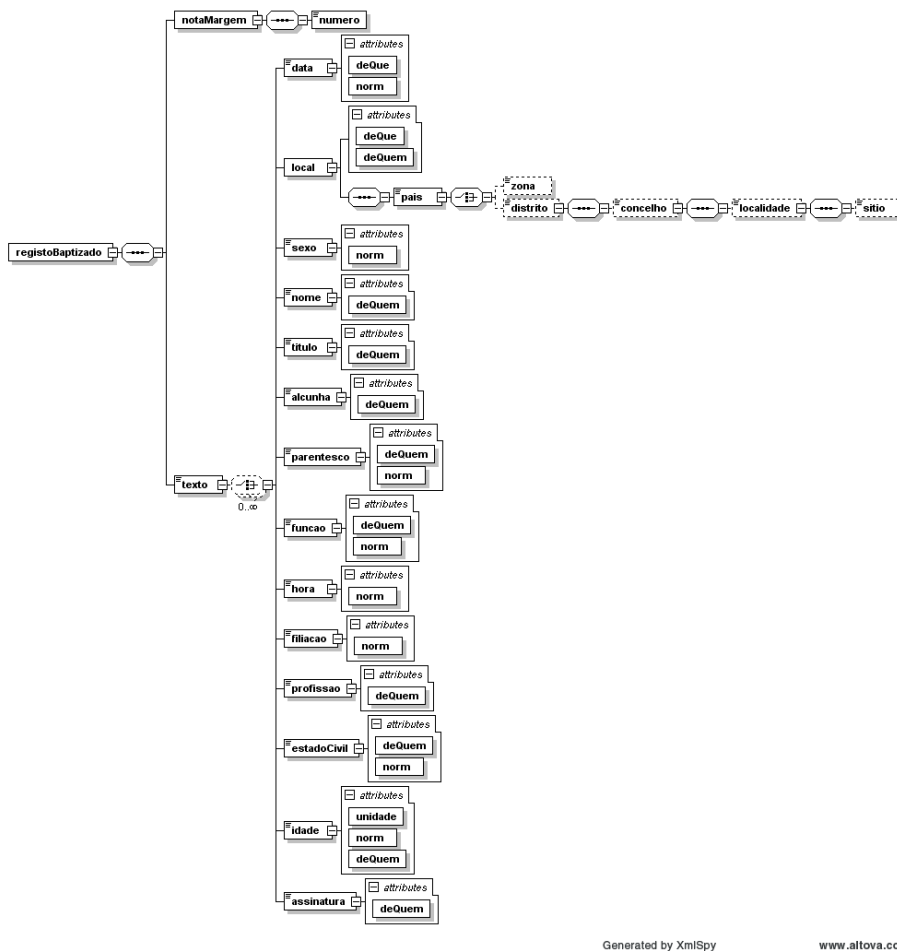 notaMargem numero
attributes
data deQue
norm
attributes
deQue
local deQuem
pais zona
distrito concelho localidade sitio
registoBaptizado
attributes
sexo norm
attributes
nome deQuem
attributes
titulo deQuem
attributes
alcunha deQuem
attributes
parentesco deQuem
norm
texto
0..∞
attributes
funcao deQuem
norm
attributes
hora norm
attributes
filiacao norm
attributes
profissao deQuem
attributes
estadoCivil deQuem
norm
attributes
unidade
idade norm
deQuem
attributes
assinatura deQuem
Generated by XmlSpy www.altova.co